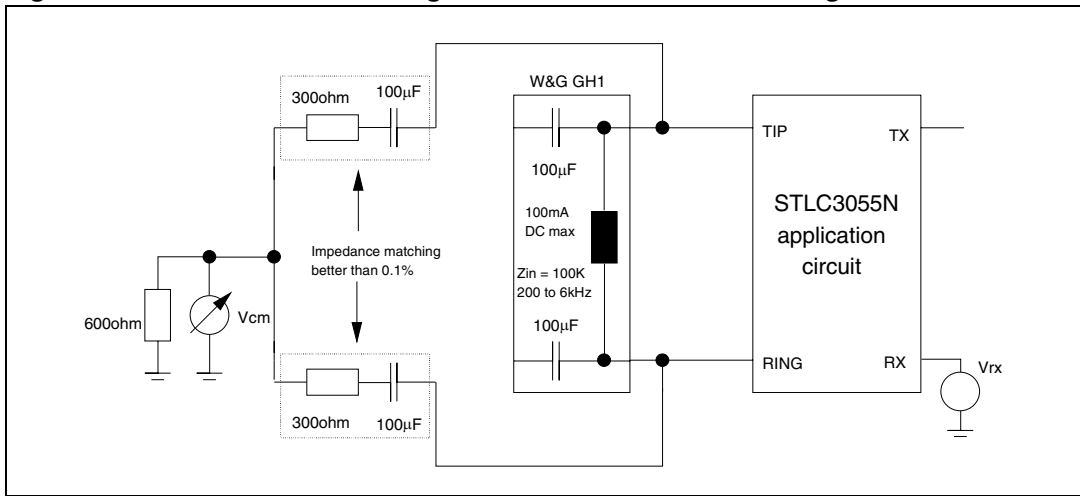 W&G GH1
300ohm
100μF
TIP
TX
100μF
STLC3055N
application
circuit
100mA
DC max
Impedance matching
better than 0.1%
Zin = 100K
200 to 6kHz
600ohm
Vcm
100μF
RING
RX
Vrx
300ohm
100μF